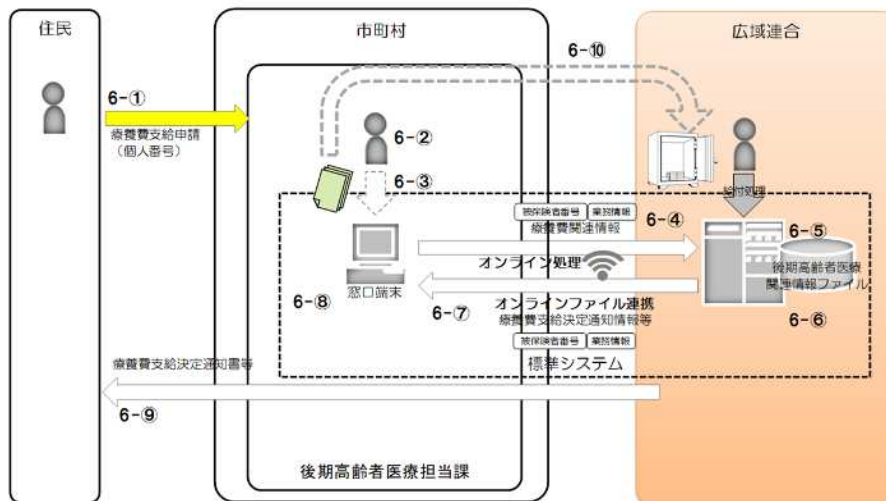 住民
市町村
広域連合
6-⑩
6-①
療養費支給申請
(個人番号)
6-②
6-③
給付処理
被保険者番号 業務情報
療養費関連情報
6-④
6-⑤
オンライン処理
後期高齢者医療
関連情報ファイル
窓口端末
6-⑧
6-⑦
オンラインファイル連携
療養費支給決定通知情報等
6-⑥
被保険者番号 業務情報
標準システム
療養費支給決定通知書等
6-⑨
後期高齢者医療担当課